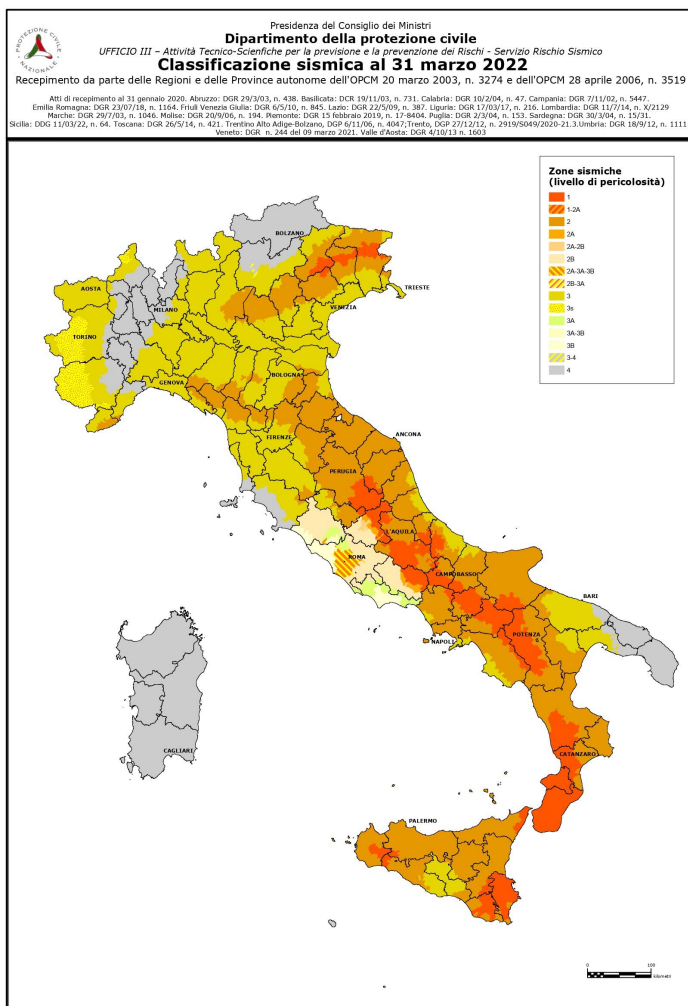 Presidenza del Consiglio dei Ministri
Dipartimento della protezione civile
UFFICIO III – Attività Tecnico-Scienfiche per la previsione e la prevenzione dei Rischi - Servizio Rischio Sismico
Classificazione sismica al 31 marzo 2022
Recepimento da parte delle Regioni e delle Province autonome dell'OPCM 20 marzo 2003, n. 3274 e dell'OPCM 28 aprile 2006, n. 3519
Atti di recepimento al 31 gennaio 2020. Abruzzo: DGR 29/3/03, n. 438. Basilicata: DCR 19/11/03, n. 731. Calabria: DGR 10/2/04, n. 47. Campania: DGR 7/11/02, n. 5447.
Emilia Romagna: DGR 23/07/18, n. 1164. Friuli Venezia Giulia: DGR 6/5/10, n. 845. Lazio: DGR 22/5/09, n. 387. Liguria: DGR 17/03/17, n. 216. Lombardia: DGR 11/7/14, n. X/2129
Marche: DGR 29/7/03, n. 1046. Molise: DGR 20/9/06, n. 194. Piemonte: DGR 15 febbraio 2019, n. 17-8404. Puglia: DGR 2/3/04, n. 153. Sardegna: DGR 30/3/04, n. 15/31.
Sicilia: DDG 11/03/22, n. 64. Toscana: DGR 26/5/14, n. 421. Trentino Alto Adige-Bolzano, DGP 6/11/06, n. 4047;Trento, DGP 27/12/12, n. 2919/S049/2020-21.3.Umbria: DGR 18/9/12, n. 1111
Veneto: DGR n. 244 del 09 marzo 2021. Valle d'Aosta: DGR 4/10/13 n. 1603
PROTEZIONE CIVILE
NAZIONALE
Zone sismiche
(livello di pericolosità)
1
1-2A
2
2A
2A-2B
2B
2A-3A-3B
2B-3A
3
3s
3A
3A-3B
3B
3-4
4
BOLZANO
AOSTA
TRIESTE
MILANO
VENEZIA
TORINO
BOLOGNA
GENOVA
FIRENZE
ANCONA
PERUGIA
L'AQUILA
ROMA
CAMPOBASSO
BARI
NAPOLI
POTENZA
CAGLIARI
CATANZARO
PALERMO
0 100
kilometri